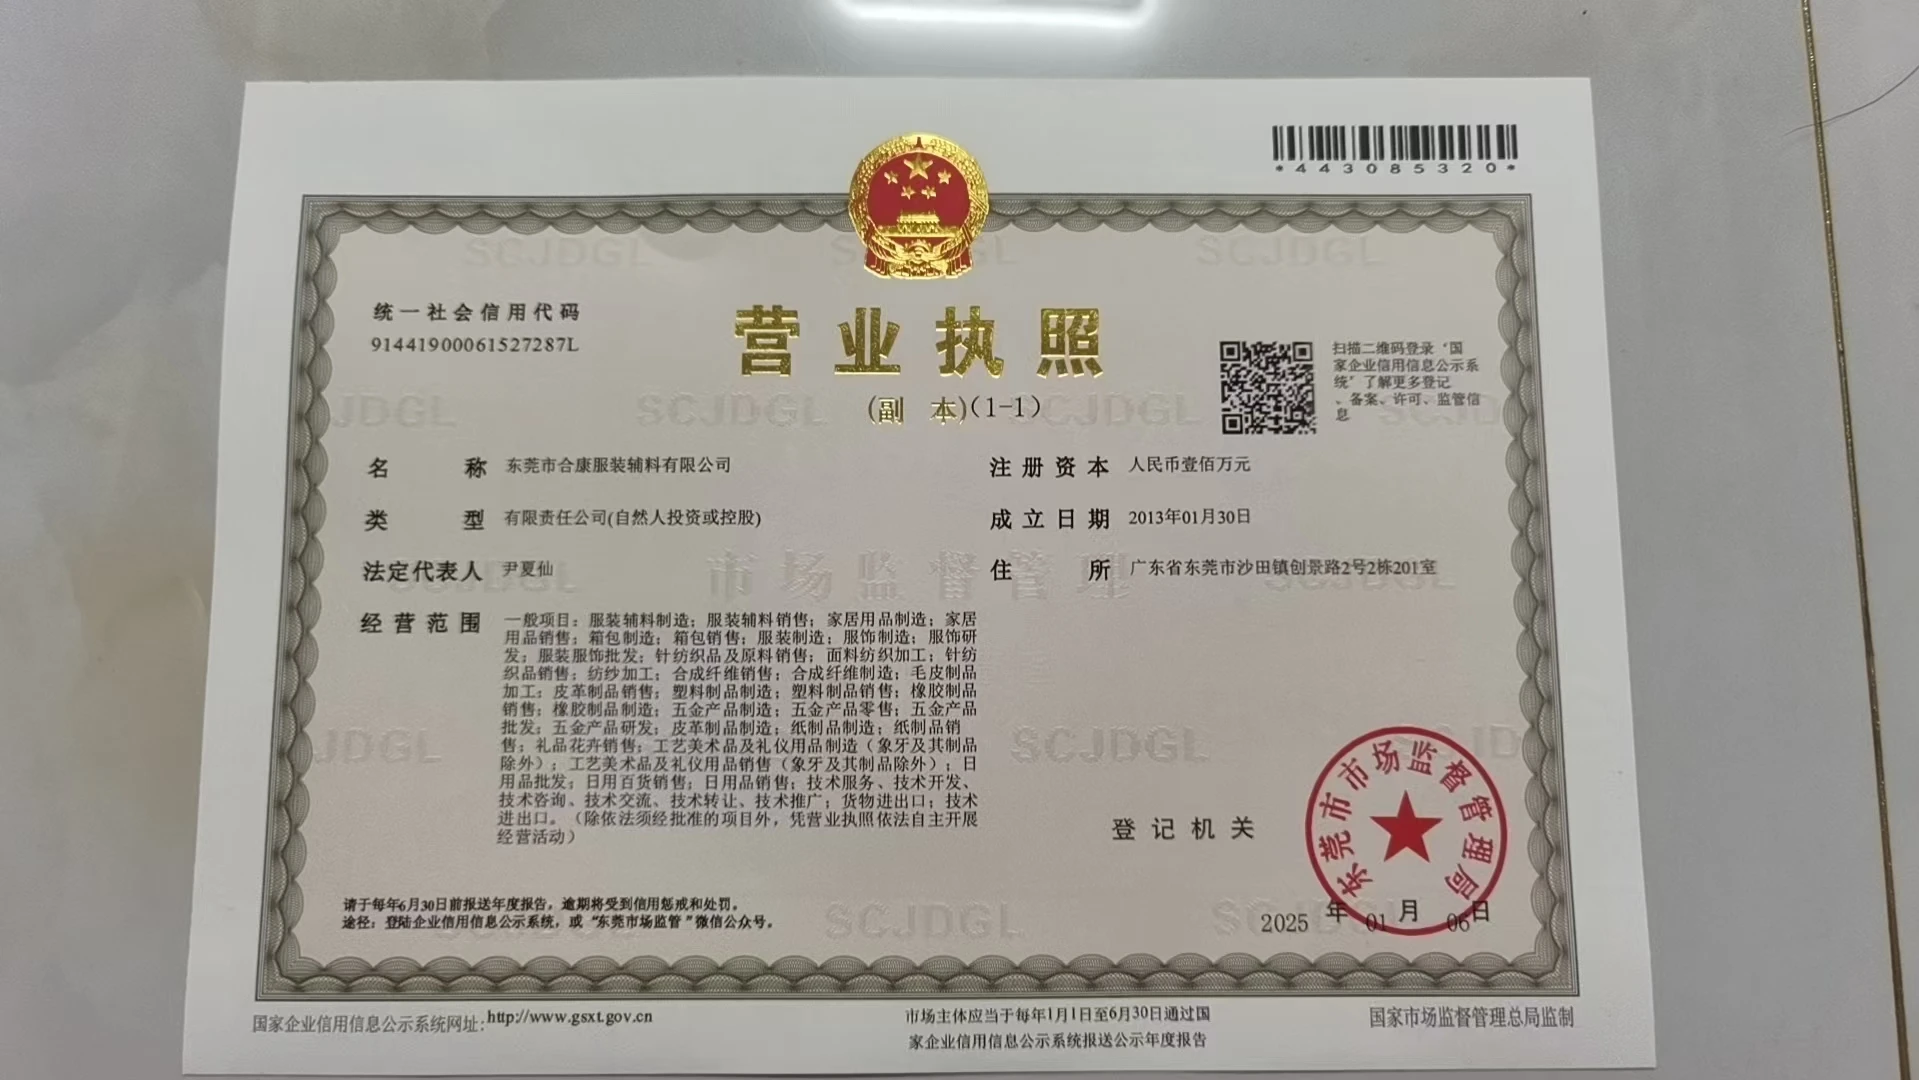 *443085320*
统一社会信用代码
91441900061527287L
营业执照
(副 本)(1-1)
扫描二维码登录‘国
家企业信用信息公示系
统’了解更多登记
、备案、许可、监管信
息
名 称 东莞市合康服装辅料有限公司
类 型 有限责任公司(自然人投资或控股)
法定代表人 尹夏仙
经营范围 一般项目：服装辅料制造；服装辅料销售；家居用品制造；家居
用品销售；箱包制造；箱包销售；服装制造；服饰制造；服饰研
发；服装服饰批发；针纺织品及原料销售；面料纺织加工；针纺
织品销售；纺纱加工；合成纤维销售；合成纤维制造；毛皮制品
加工；皮革制品销售；塑料制品制造；塑料制品销售；橡胶制品
销售；橡胶制品制造；五金产品制造；五金产品零售；五金产品
批发；五金产品研发；皮革制品制造；纸制品制造；纸制品销
售；礼品花卉销售；工艺美术品及礼仪用品制造（象牙及其制品
除外）；工艺美术品及礼仪用品销售（象牙及其制品除外）；日
用品批发；日用百货销售；日用品销售；技术服务、技术开发、
技术咨询、技术交流、技术转让、技术推广；货物进出口；技术
进出口。（除依法须经批准的项目外，凭营业执照依法自主开展
经营活动）
注册资本 人民币壹佰万元
成立日期 2013年01月30日
住 所 广东省东莞市沙田镇创景路2号2栋201室
市场监督管理
SCJDGL
登记机关
东莞市市场监督管理局
2025 年 01 月 06 日
请于每年6月30日前报送年度报告，逾期将受到信用惩戒和处罚。
途径：登陆企业信用信息公示系统，或“东莞市场监管”微信公众号。
国家企业信用信息公示系统网址：http://www.gsxt.gov.cn
市场主体应当于每年1月1日至6月30日通过国
家企业信用信息公示系统报送公示年度报告
国家市场监督管理总局监制